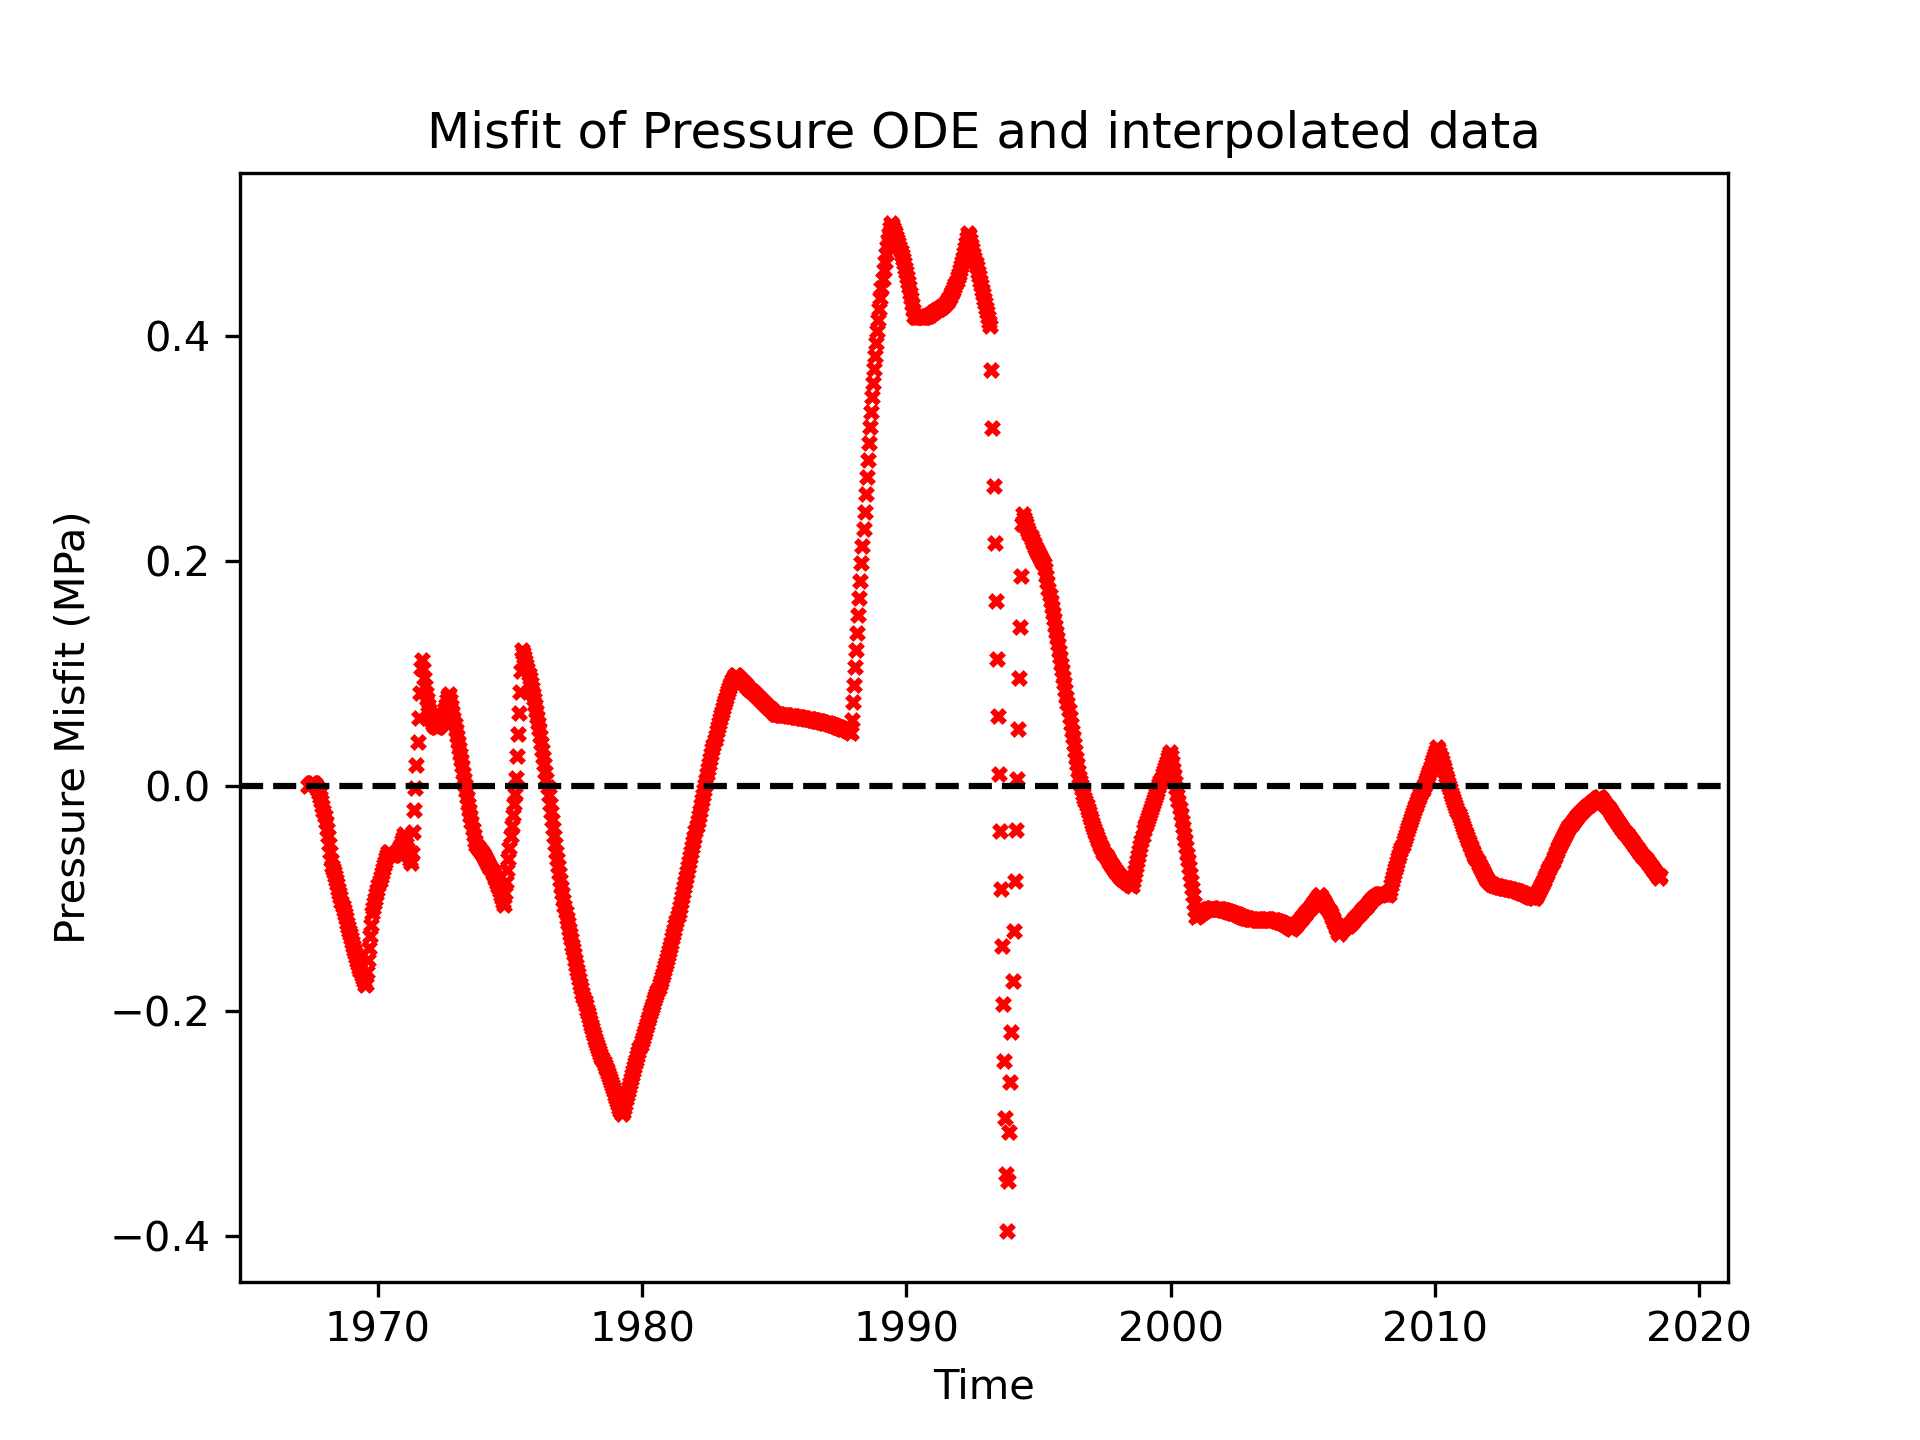 Misfit of Pressure ODE and interpolated data
Pressure Misfit (MPa)
0.4
0.2
0.0
−0.2
−0.4
1970 1980 1990 2000 2010 2020
Time